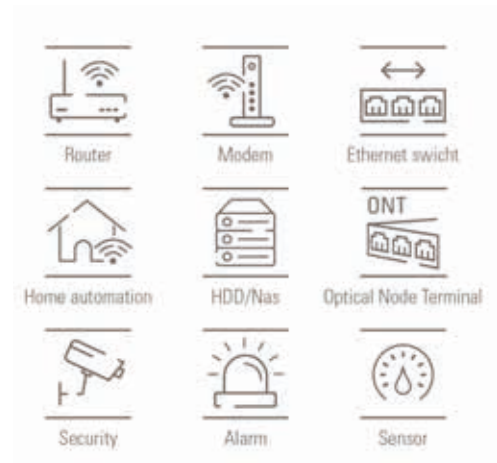 Router
Modem
Ethernet swicht
Home automation
HDD/Nas
ONT
Optical Node Terminal
Security
Alarm
Sensor